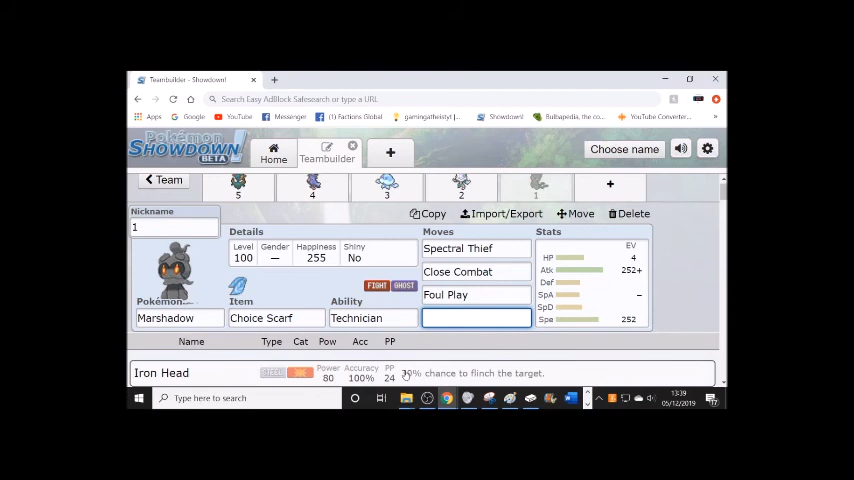 Teambuilder - Showdown!
Search Easy AdBlock Safesearch or type a URL
Apps Google YouTube Messenger (1) Factions Global gamingatheistyt |... Showdown! Bulbapedia, the co... YouTube Converter... »
Pokémon
SHOWDOWN!
BETA
Home
Teambuilder
Choose name
Team
5 4 3 2 1
Copy Import/Export Move Delete
Nickname
1
Details
Level Gender Happiness Shiny
100 — 255 No
FIGHT GHOST
Pokémon
Marshadow
Item
Choice Scarf
Ability
Technician
Moves
Spectral Thief
Close Combat
Foul Play
Stats
EV
HP 4
Atk 252+
Def
SpA –
SpD
Spe 252
Name Type Cat Pow Acc PP
Iron Head STEEL Power 80 Accuracy 100% PP 24 % chance to flinch the target.
Type here to search
13:39
05/12/2019
17